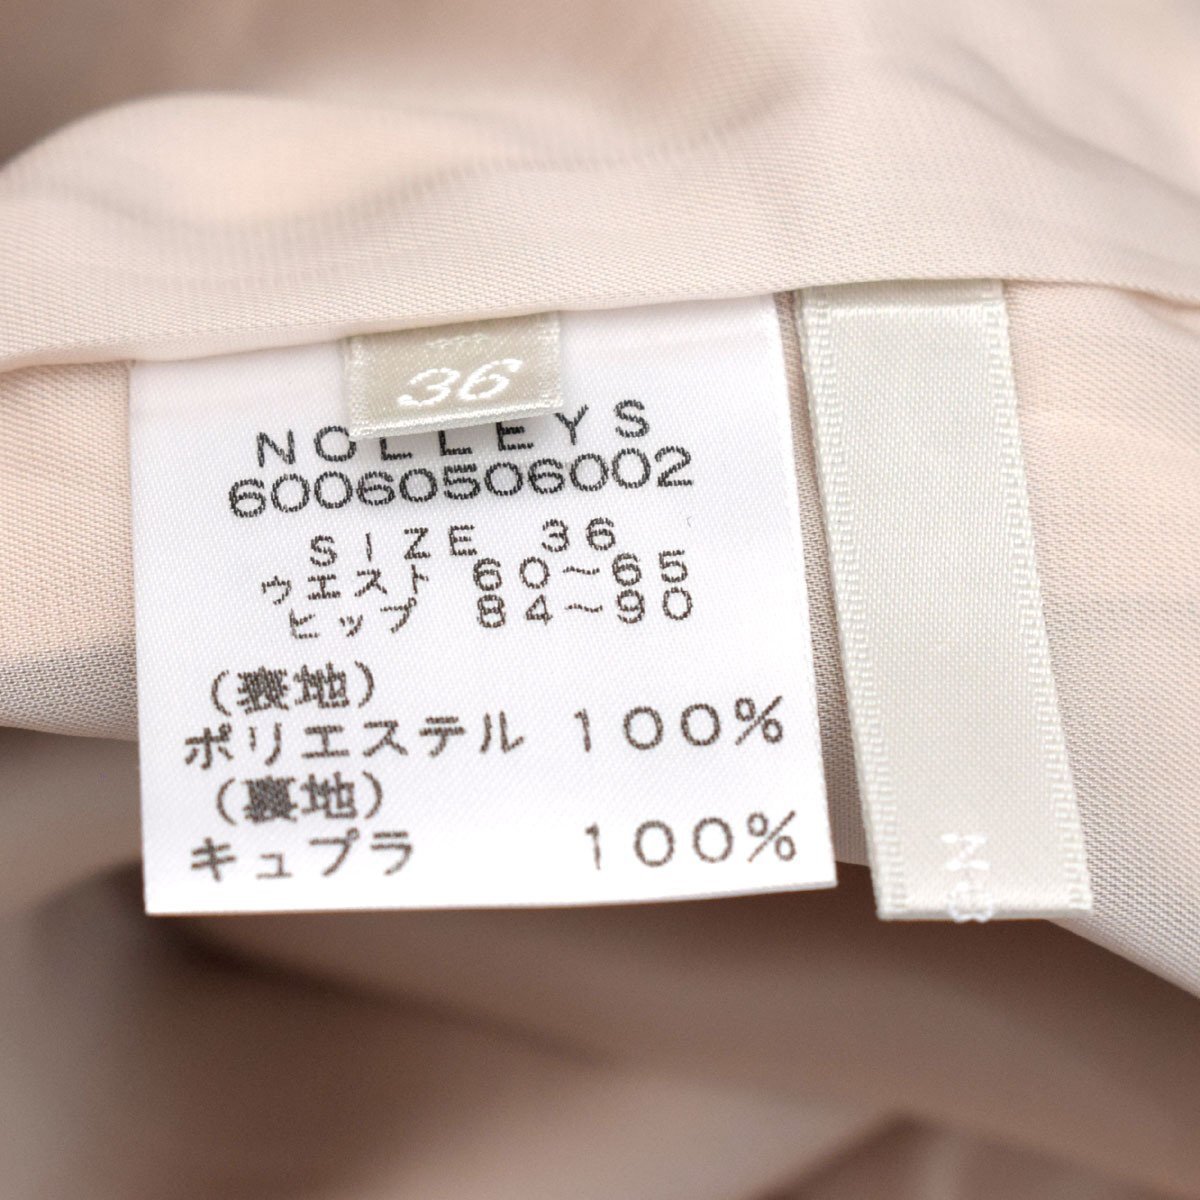 36
NOLLEYS
60060506002
SIZE 36
ウエスト 60～65
ヒップ 84～90
(裏地)
ポリエステル 100%
(裏地)
キュプラ 100%